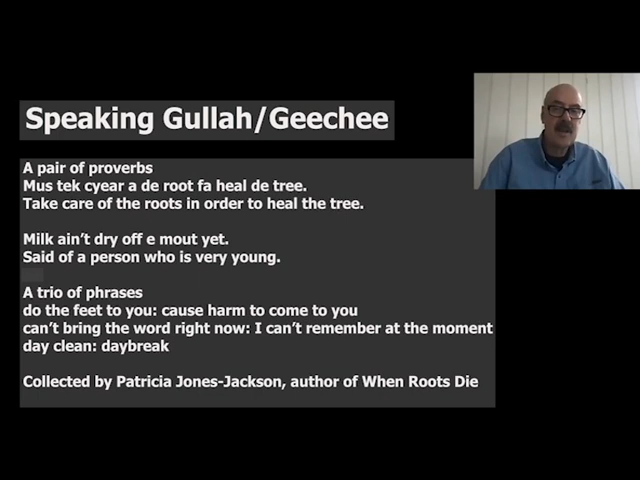 Speaking Gullah/Geechee
A pair of proverbs
Mus tek cyear a de root fa heal de tree.
Take care of the roots in order to heal the tree.
Milk ain't dry off e mout yet.
Said of a person who is very young.
A trio of phrases
do the feet to you: cause harm to come to you
can't bring the word right now: I can't remember at the moment
day clean: daybreak
Collected by Patricia Jones-Jackson, author of When Roots Die